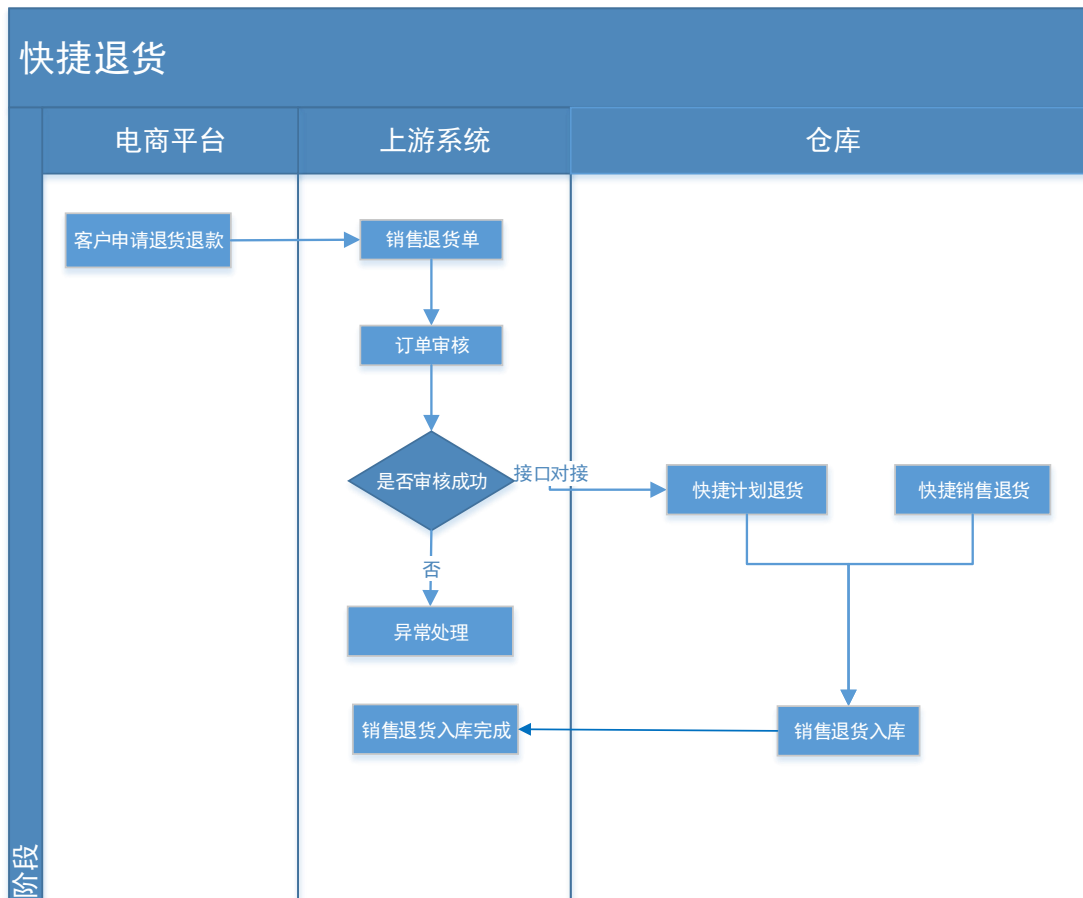 快捷退货
电商平台
上游系统
仓库
客户申请退货退款
销售退货单
订单审核
是否审核成功
接口对接
快捷计划退货
快捷销售退货
否
异常处理
销售退货入库完成
销售退货入库
阶段